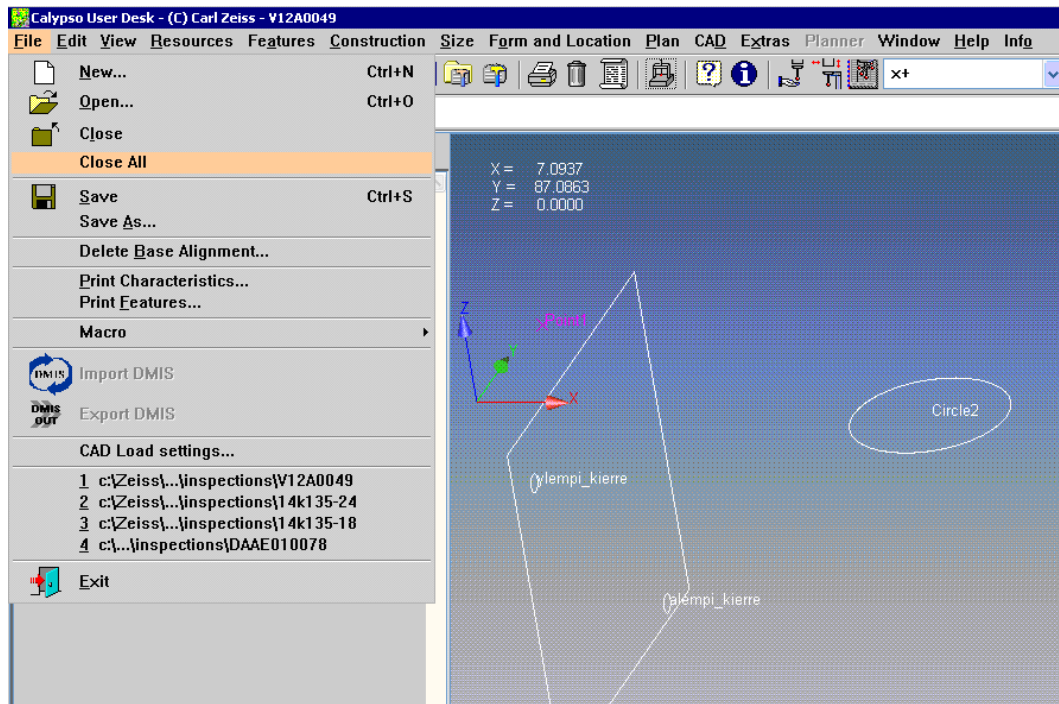 Calypso User Desk - (C) Carl Zeiss - V12A0049
File Edit View Resources Features Construction Size Form and Location Plan CAD Extras Planner Window Help Info
New... Ctrl+N
Open... Ctrl+O
Close
Close All
Save Ctrl+S
Save As...
Delete Base Alignment...
Print Characteristics...
Print Features...
Macro
DMIS Import DMIS
DMIS OUT Export DMIS
CAD Load settings...
1 c:\Zeiss\...\inspections\V12A0049
2 c:\Zeiss\...\inspections\14k135-24
3 c:\Zeiss\...\inspections\14k135-18
4 c:\...\inspections\DAAE010078
Exit
x+
X = 7.0937
Y = 87.0863
Z = 0.0000
Z
Point1
Y
X
Circle2
ylempi_kierre
alempi_kierre